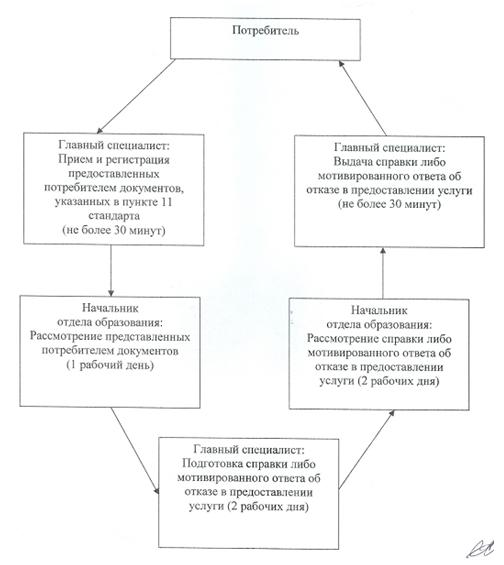 Потребитель
Главный специалист:
Прием и регистрация
предоставленных
потребителем документов,
указанных в пункте 11
стандарта
(не более 30 минут)
Главный специалист:
Выдача справки либо
мотивированного ответа об
отказе в предоставлении услуги
(не более 30 минут)
Начальник
отдела образования:
Рассмотрение представленных
потребителем документов
(1 рабочий день)
Начальник
отдела образования:
Рассмотрение справки либо
мотивированного ответа об
отказе в предоставлении
услуги (2 рабочих дня)
Главный специалист:
Подготовка справки либо
мотивированного ответа об
отказе в предоставлении
услуги (2 рабочих дня)